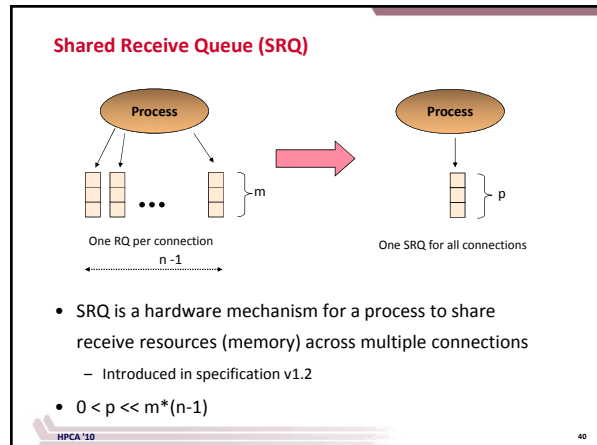 Shared Receive Queue (SRQ)
Process
Process
m
p
•••
One RQ per connection
One SRQ for all connections
n -1
• SRQ is a hardware mechanism for a process to share
receive resources (memory) across multiple connections
– Introduced in specification v1.2
• 0 < p << m*(n-1)
HPCA '10
40